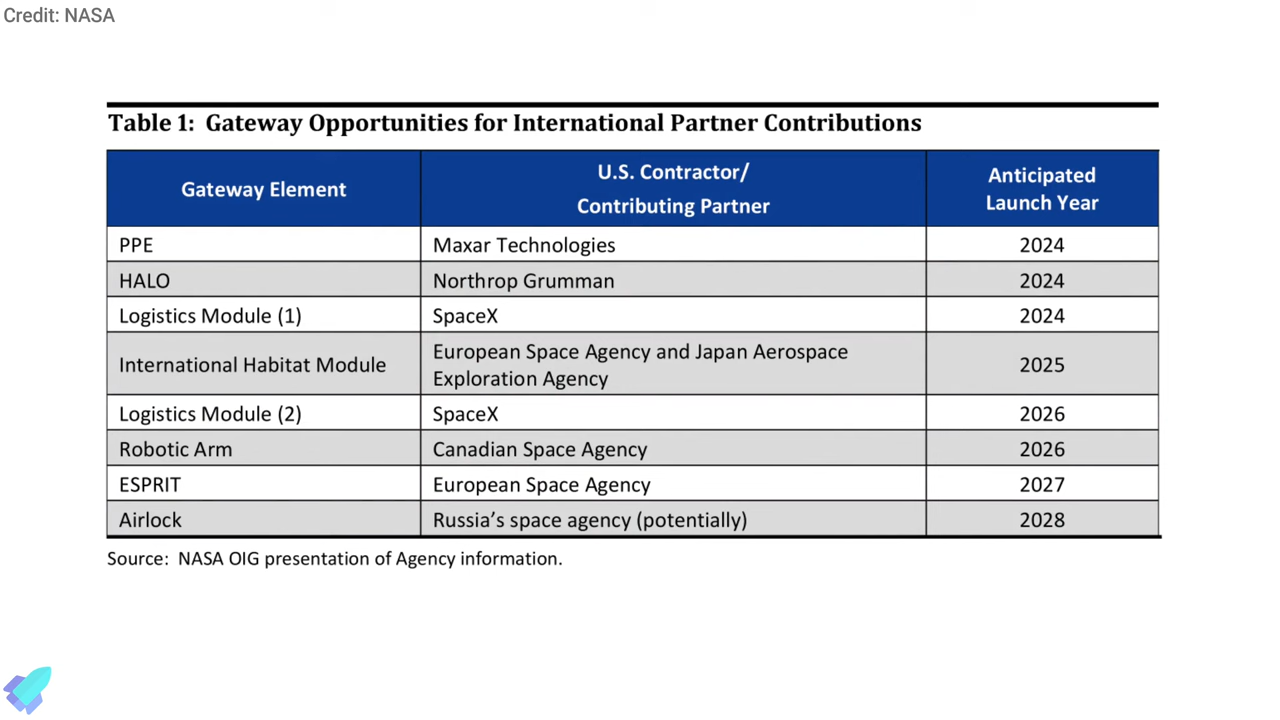 Credit: NASA
Table 1: Gateway Opportunities for International Partner Contributions
Gateway Element
U.S. Contractor/
Contributing Partner
Anticipated
Launch Year
PPE Maxar Technologies 2024
HALO Northrop Grumman 2024
Logistics Module (1) SpaceX 2024
International Habitat Module
European Space Agency and Japan Aerospace
Exploration Agency
2025
Logistics Module (2) SpaceX 2026
Robotic Arm Canadian Space Agency 2026
ESPRIT European Space Agency 2027
Airlock Russia’s space agency (potentially) 2028
Source: NASA OIG presentation of Agency information.